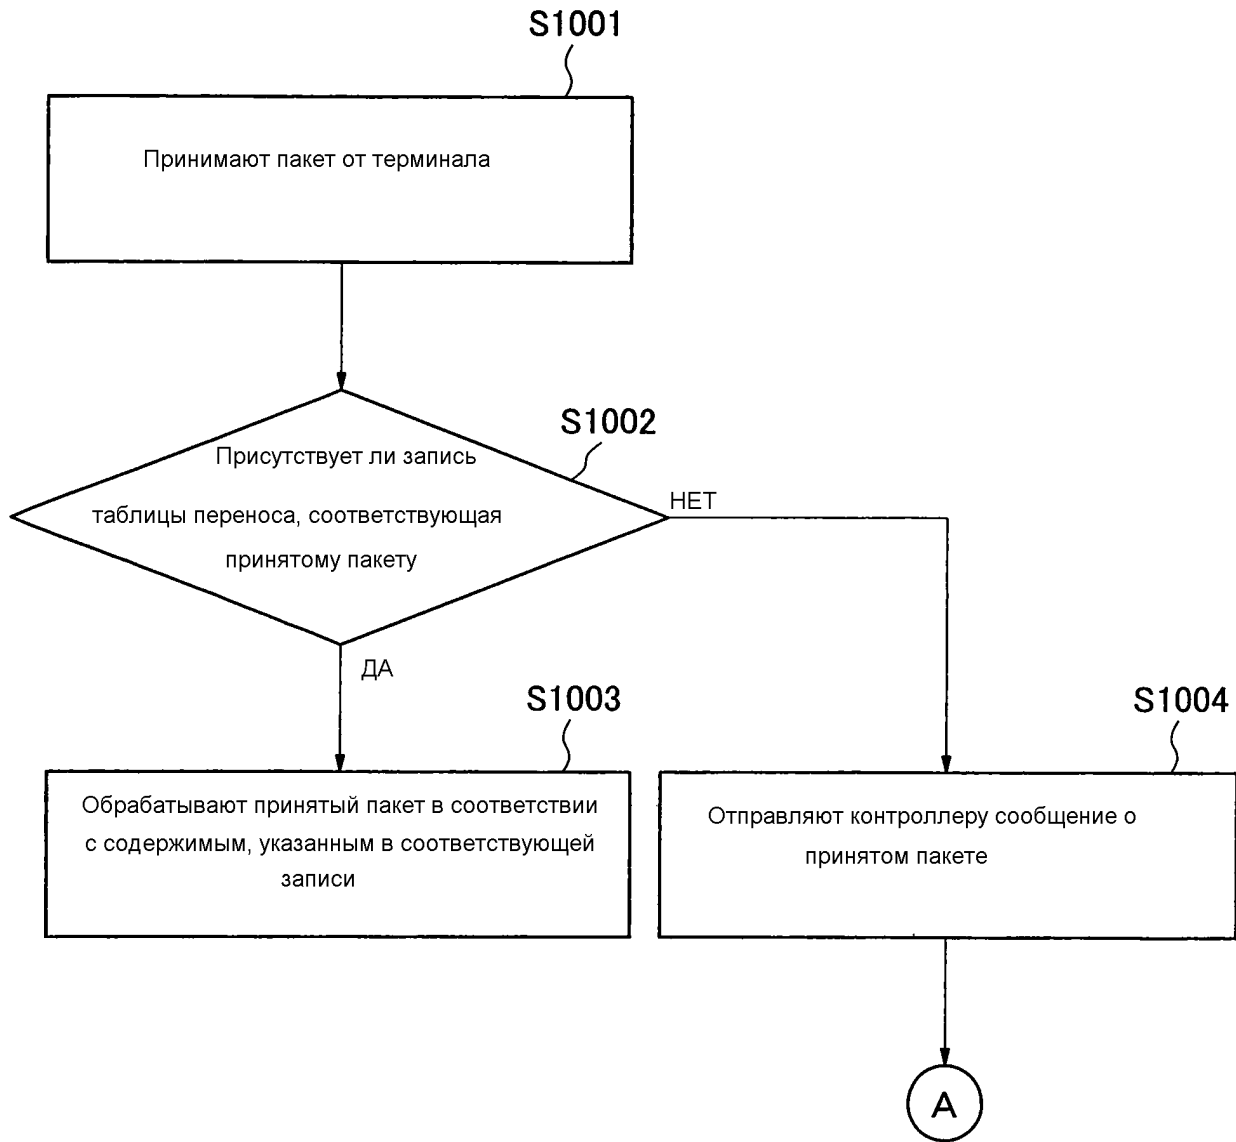 S1001
Принимают пакет от терминала
S1002
Присутствует ли запись
таблицы переноса, соответствующая
принятому пакету
НЕТ
ДА
S1003
Обрабатывают принятый пакет в соответствии
с содержимым, указанным в соответствующей
записи
S1004
Отправляют контроллеру сообщение о
принятом пакете
A